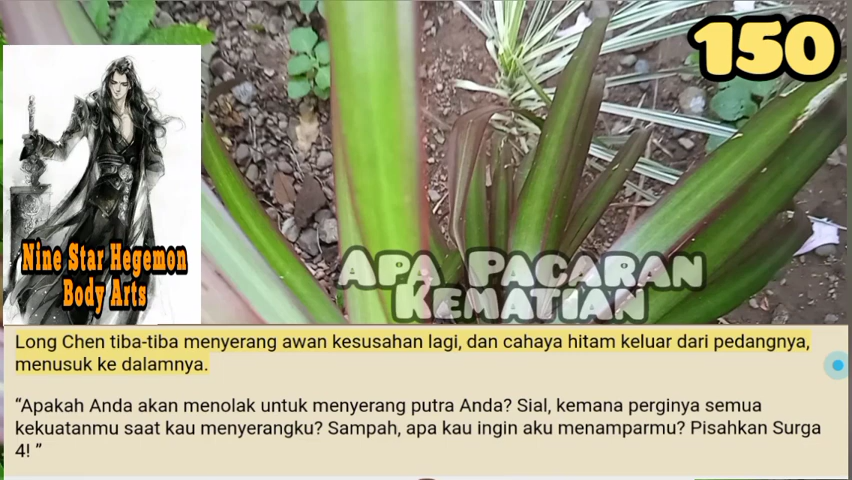 150
Nine Star Hegemon
Body Arts
APA PACARAN
KEMATIAN
Long Chen tiba-tiba menyerang awan kesusahan lagi, dan cahaya hitam keluar dari pedangnya,
menusuk ke dalamnya.
“Apakah Anda akan menolak untuk menyerang putra Anda? Sial, kemana perginya semua
kekuatanmu saat kau menyerangku? Sampah, apa kau ingin aku menamparmu? Pisahkan Surga
4! ”